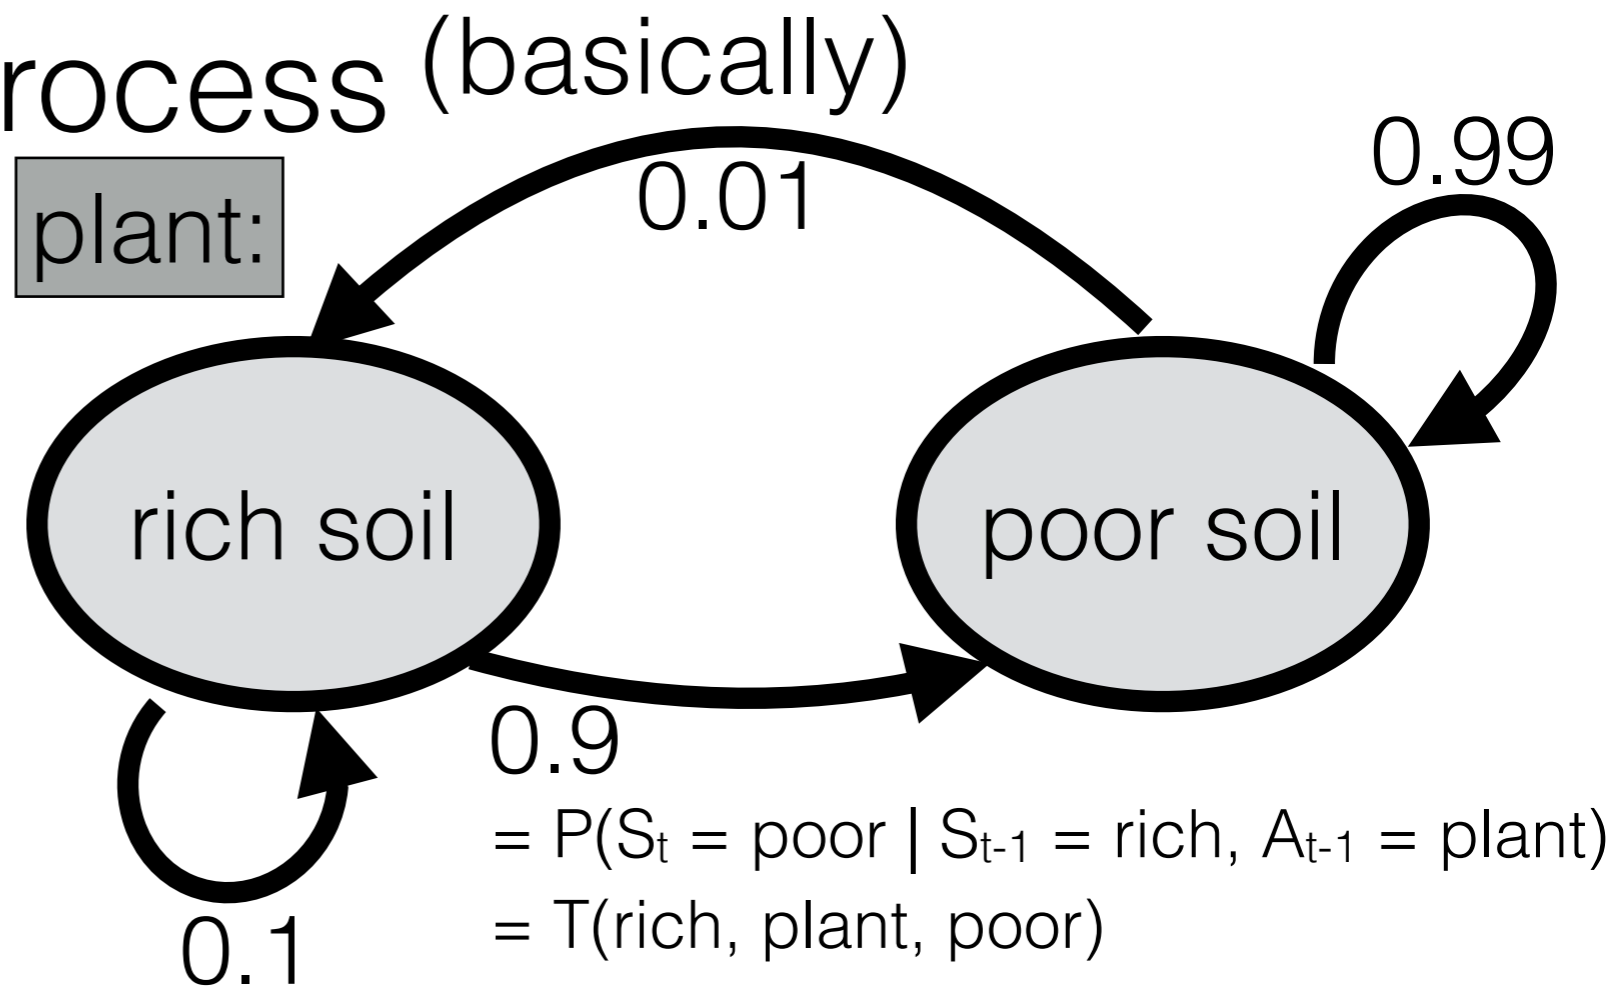 rocess (basically)
plant:
0.01
0.99
rich soil
poor soil
0.9
= P(Sₜ = poor | Sₜ₋₁ = rich, Aₜ₋₁ = plant)
= T(rich, plant, poor)
0.1